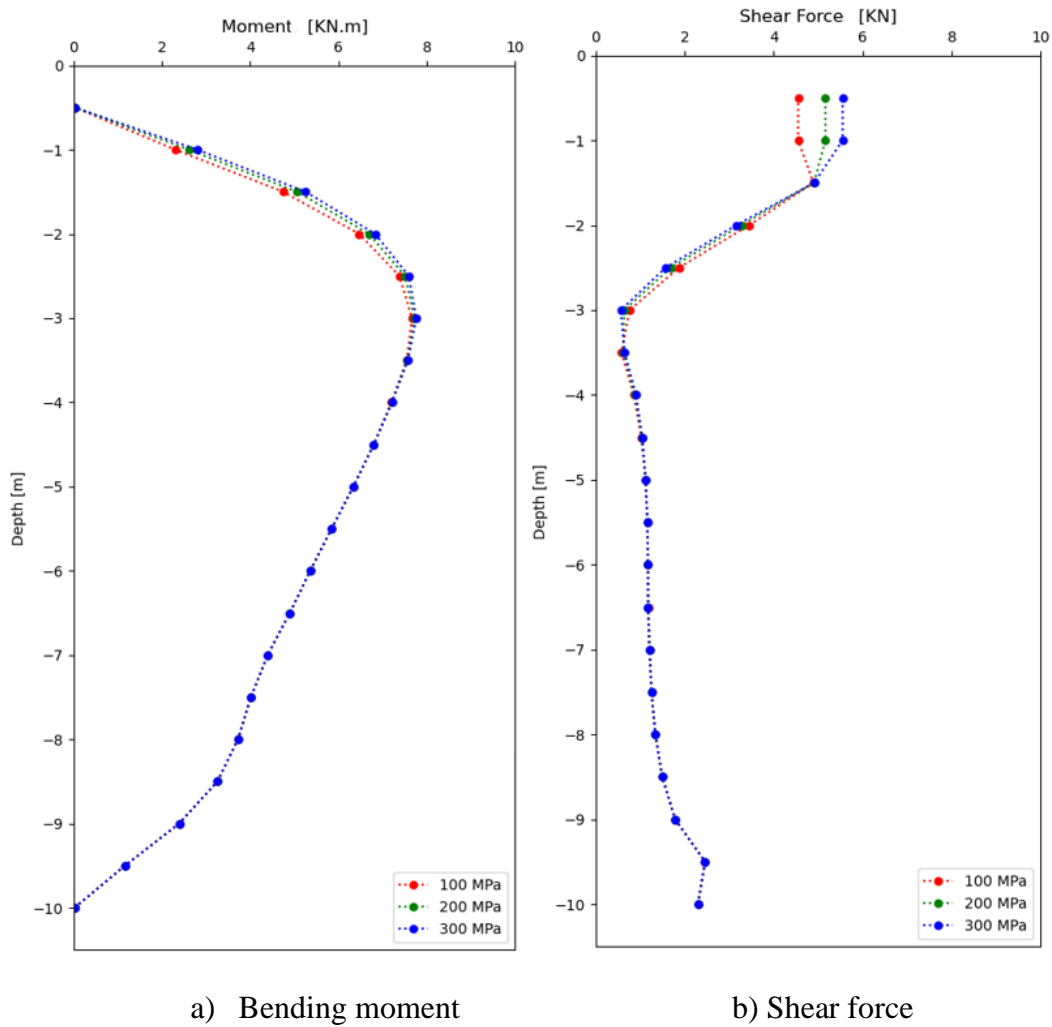 Moment [KN.m]
0 2 4 6 8 10
0
−1
−2
−3
−4
−5
−6
−7
−8
−9
−10
Depth [m]
100 MPa
200 MPa
300 MPa
Shear Force [KN]
0 2 4 6 8 10
0
−1
−2
−3
−4
−5
−6
−7
−8
−9
−10
Depth [m]
100 MPa
200 MPa
300 MPa
a) Bending moment
b) Shear force